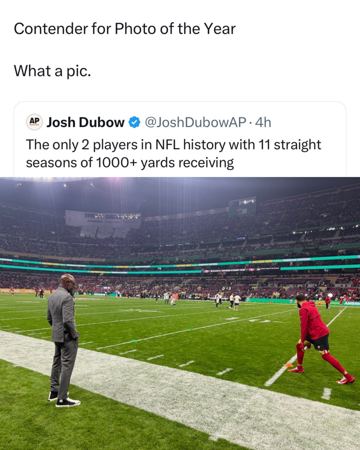 Contender for Photo of the Year
What a pic.
AP
Josh Dubow @JoshDubowAP · 4h
The only 2 players in NFL history with 11 straight
seasons of 1000+ yards receiving